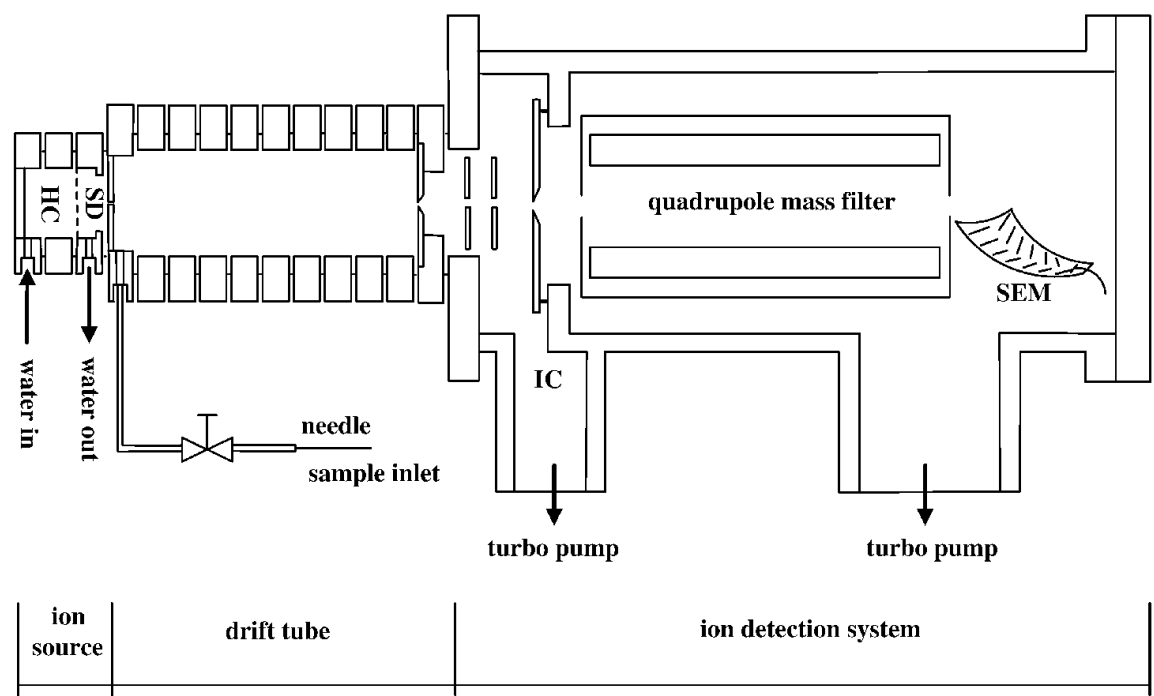 HC
SD
quadrupole mass filter
SEM
IC
water in
water out
needle
sample inlet
turbo pump
turbo pump
ion
source
drift tube
ion detection system